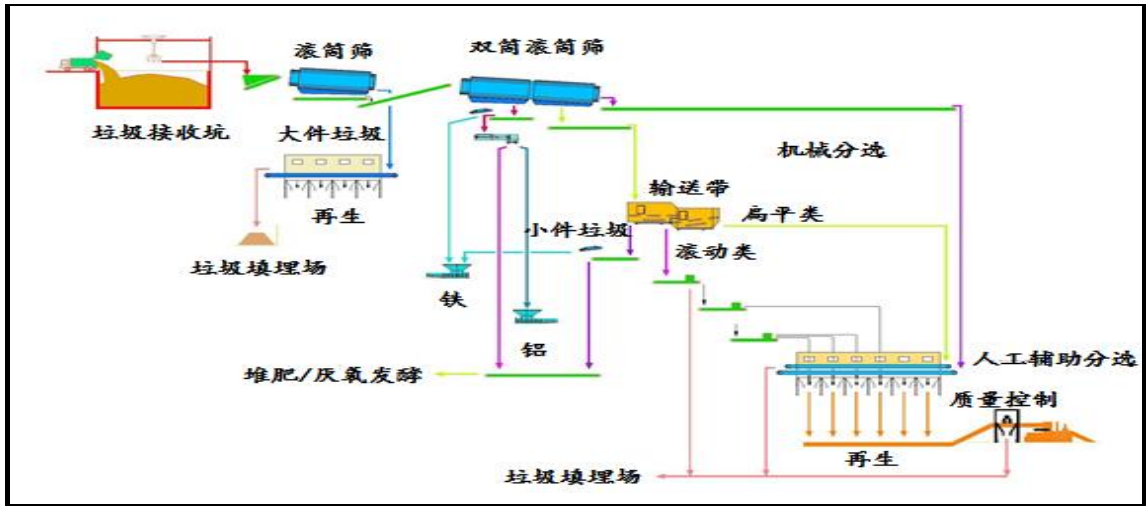 滚筒筛
双筒滚筒筛
垃圾接收坑
大件垃圾
机械分选
输送带
再生
小件垃圾
扁平类
滚动类
垃圾填埋场
铁
铝
堆肥/厌氧发酵
人工辅助分选
质量控制
再生
垃圾填埋场